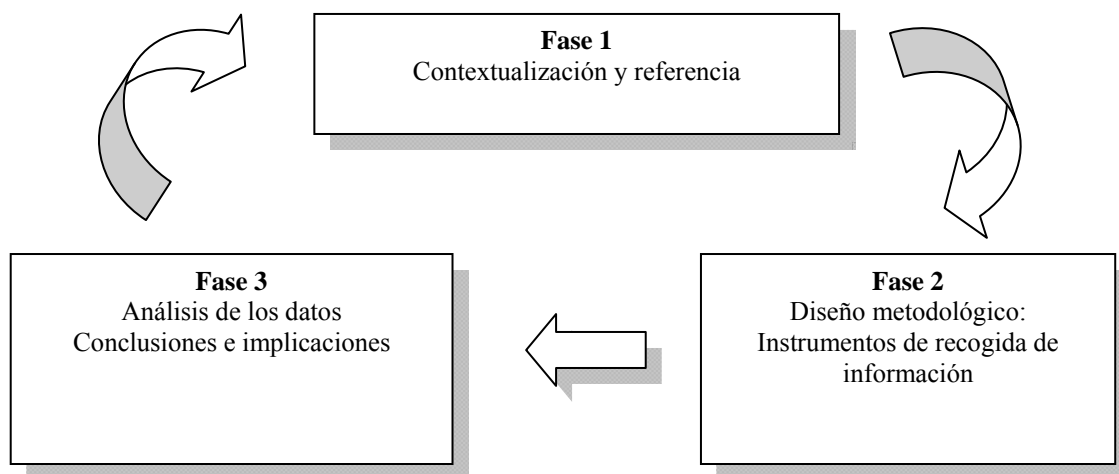 Fase 1
Contextualización y referencia
Fase 3
Análisis de los datos
Conclusiones e implicaciones
Fase 2
Diseño metodológico:
Instrumentos de recogida de
información